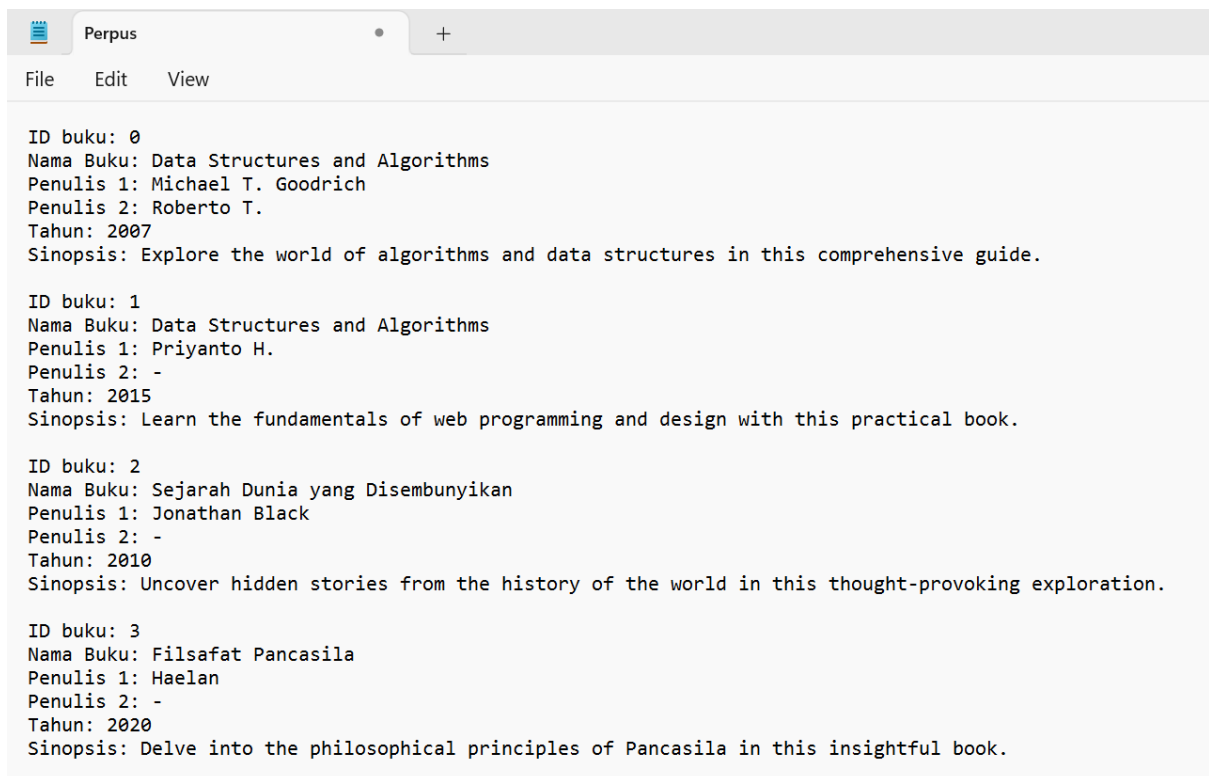 Perpus
File Edit View
ID buku: 0
Nama Buku: Data Structures and Algorithms
Penulis 1: Michael T. Goodrich
Penulis 2: Roberto T.
Tahun: 2007
Sinopsis: Explore the world of algorithms and data structures in this comprehensive guide.
ID buku: 1
Nama Buku: Data Structures and Algorithms
Penulis 1: Priyanto H.
Penulis 2: -
Tahun: 2015
Sinopsis: Learn the fundamentals of web programming and design with this practical book.
ID buku: 2
Nama Buku: Sejarah Dunia yang Disembunyikan
Penulis 1: Jonathan Black
Penulis 2: -
Tahun: 2010
Sinopsis: Uncover hidden stories from the history of the world in this thought-provoking exploration.
ID buku: 3
Nama Buku: Filsafat Pancasila
Penulis 1: Haelan
Penulis 2: -
Tahun: 2020
Sinopsis: Delve into the philosophical principles of Pancasila in this insightful book.